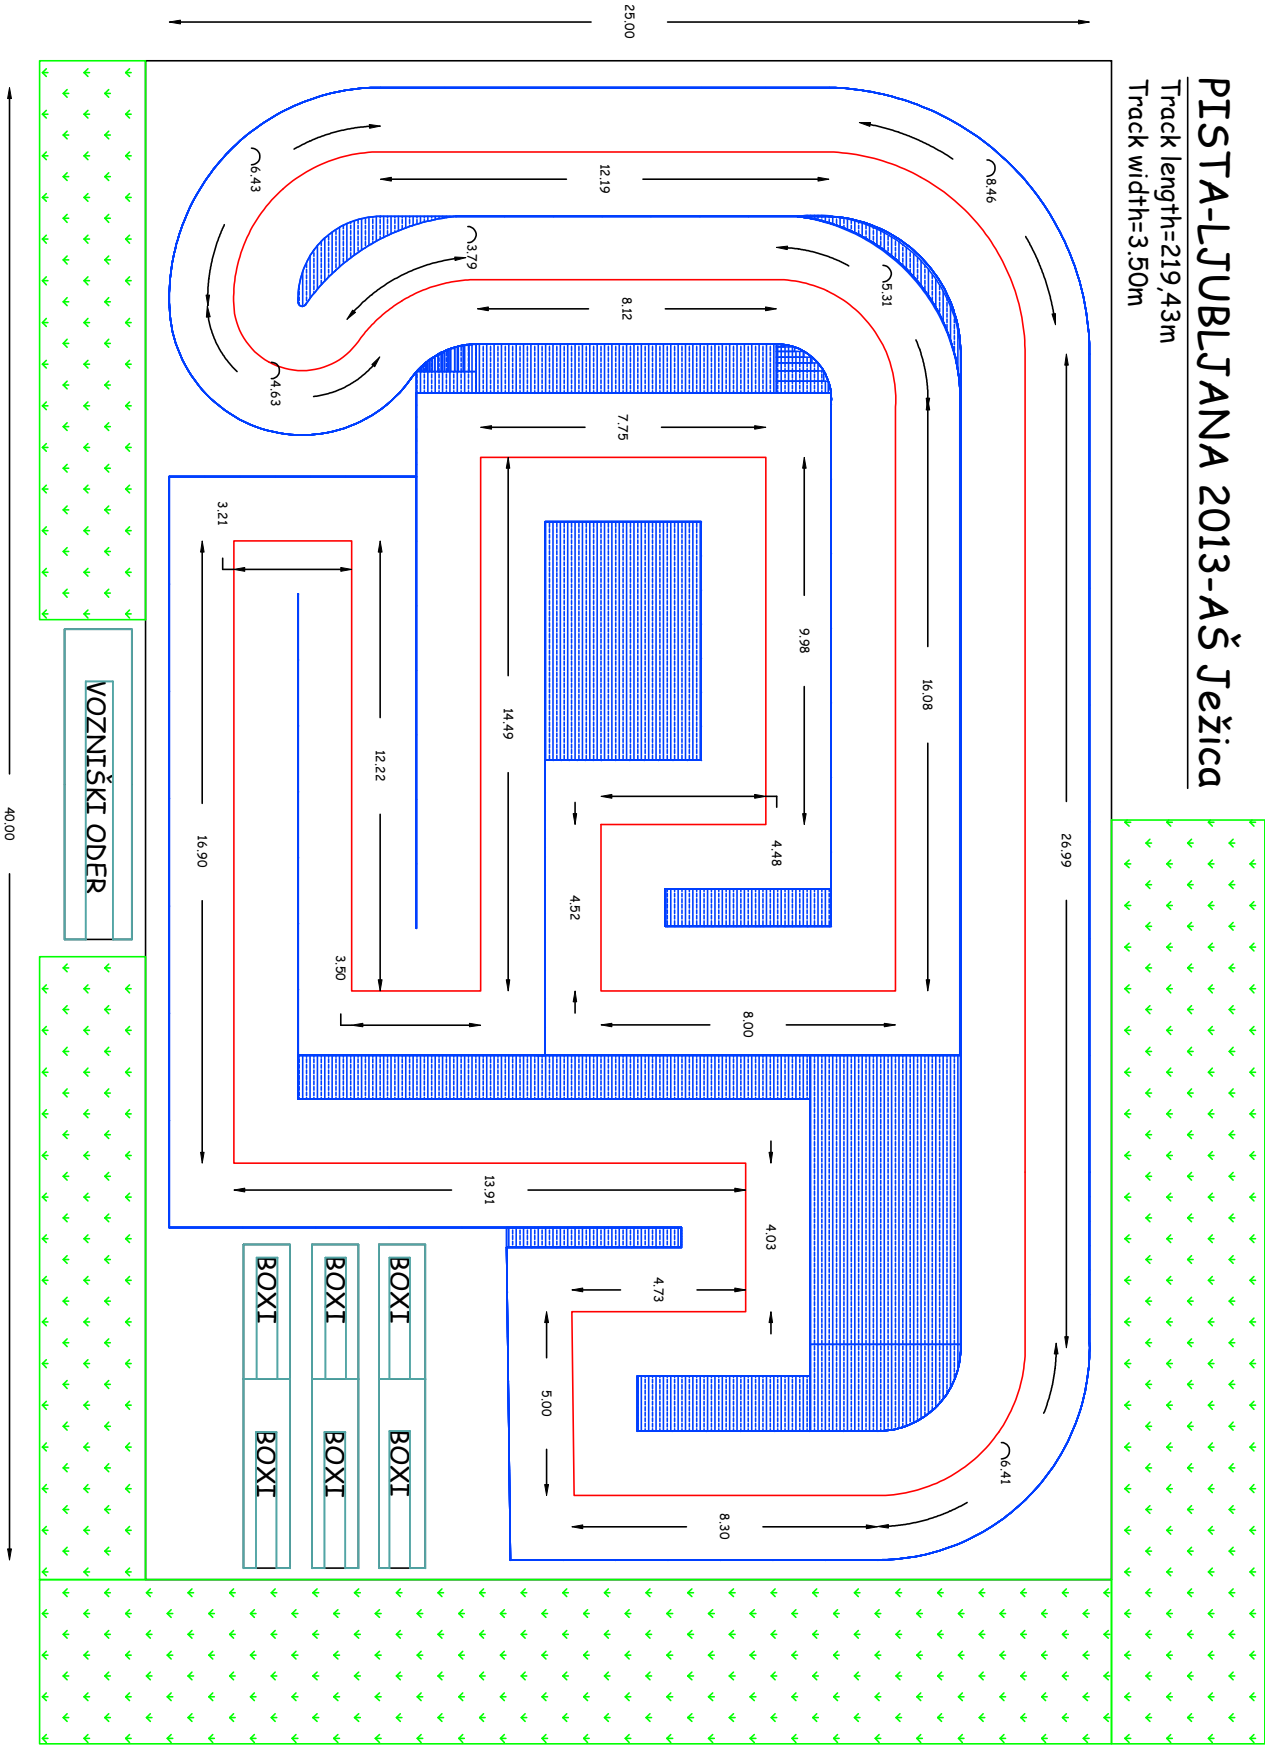 PISTA-LJUBLJANA 2013-AŠ Ježica
Track length=219,43m
Track width=3.50m
25.00
40.00
8.46
6.43
12.19
3.79
5.31
8.12
4.63
7.75
3.21
9.98
16.08
14.49
12.22
26.99
16.90
4.48
4.52
3.50
8.00
13.91
4.03
4.73
5.00
6.41
8.30
VOZNIŠKI ODER
BOXI
BOXI
BOXI
BOXI
BOXI
BOXI